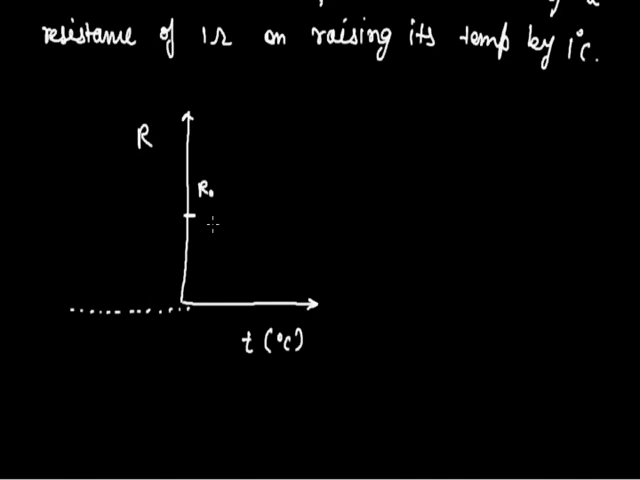 resistance of 1Ω on raising its temp by 1°C.
R
R₀
t (°C)